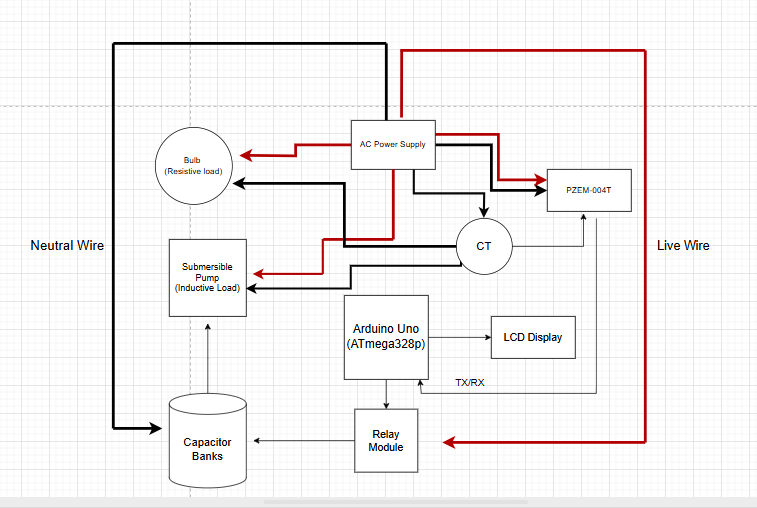 AC Power Supply
Bulb
(Resistive load)
PZEM-004T
Neutral Wire
CT
Live Wire
Submersible
Pump
(Inductive Load)
Arduino Uno
(ATmega328p)
LCD Display
TX/RX
Capacitor
Banks
Relay
Module